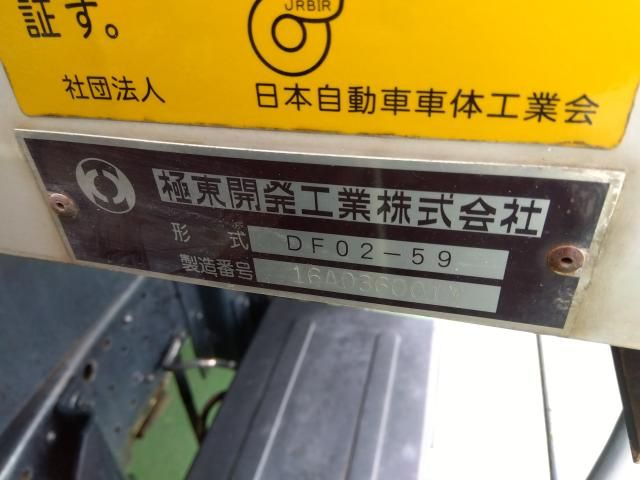 証す。
JRBIR
社団法人 日本自動車車体工業会
極東開発工業株式会社
形式 DF02-59
製造番号